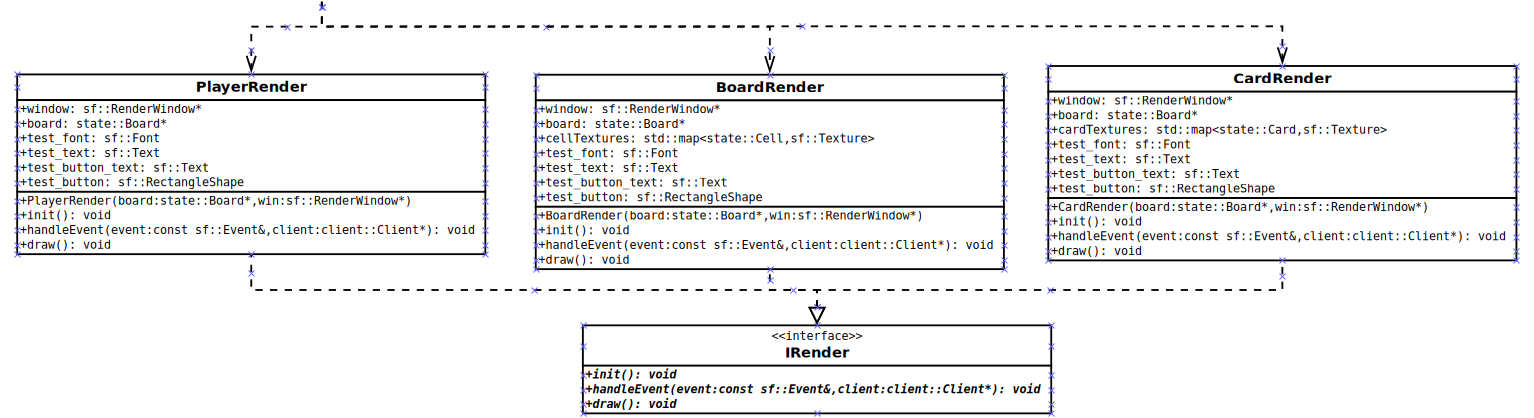 PlayerRender
+window: sf::RenderWindow*
+board: state::Board*
+test_font: sf::Font
+test_text: sf::Text
+test_button_text: sf::Text
+test_button: sf::RectangleShape
+PlayerRender(board:state::Board*,win:sf::RenderWindow*)
+init(): void
+handleEvent(event:const sf::Event&,client:client::Client*): void
+draw(): void
BoardRender
+window: sf::RenderWindow*
+board: state::Board*
+cellTextures: std::map<state::Cell,sf::Texture>
+test_font: sf::Font
+test_text: sf::Text
+test_button_text: sf::Text
+test_button: sf::RectangleShape
+BoardRender(board:state::Board*,win:sf::RenderWindow*)
+init(): void
+handleEvent(event:const sf::Event&,client:client::Client*): void
+draw(): void
CardRender
+window: sf::RenderWindow*
+board: state::Board*
+cardTextures: std::map<state::Card,sf::Texture>
+test_font: sf::Font
+test_text: sf::Text
+test_button_text: sf::Text
+test_button: sf::RectangleShape
+CardRender(board:state::Board*,win:sf::RenderWindow*)
+init(): void
+handleEvent(event:const sf::Event&,client:client::Client*): void
+draw(): void
<<interface>>
IRender
+init(): void
+handleEvent(event:const sf::Event&,client:client::Client*): void
+draw(): void